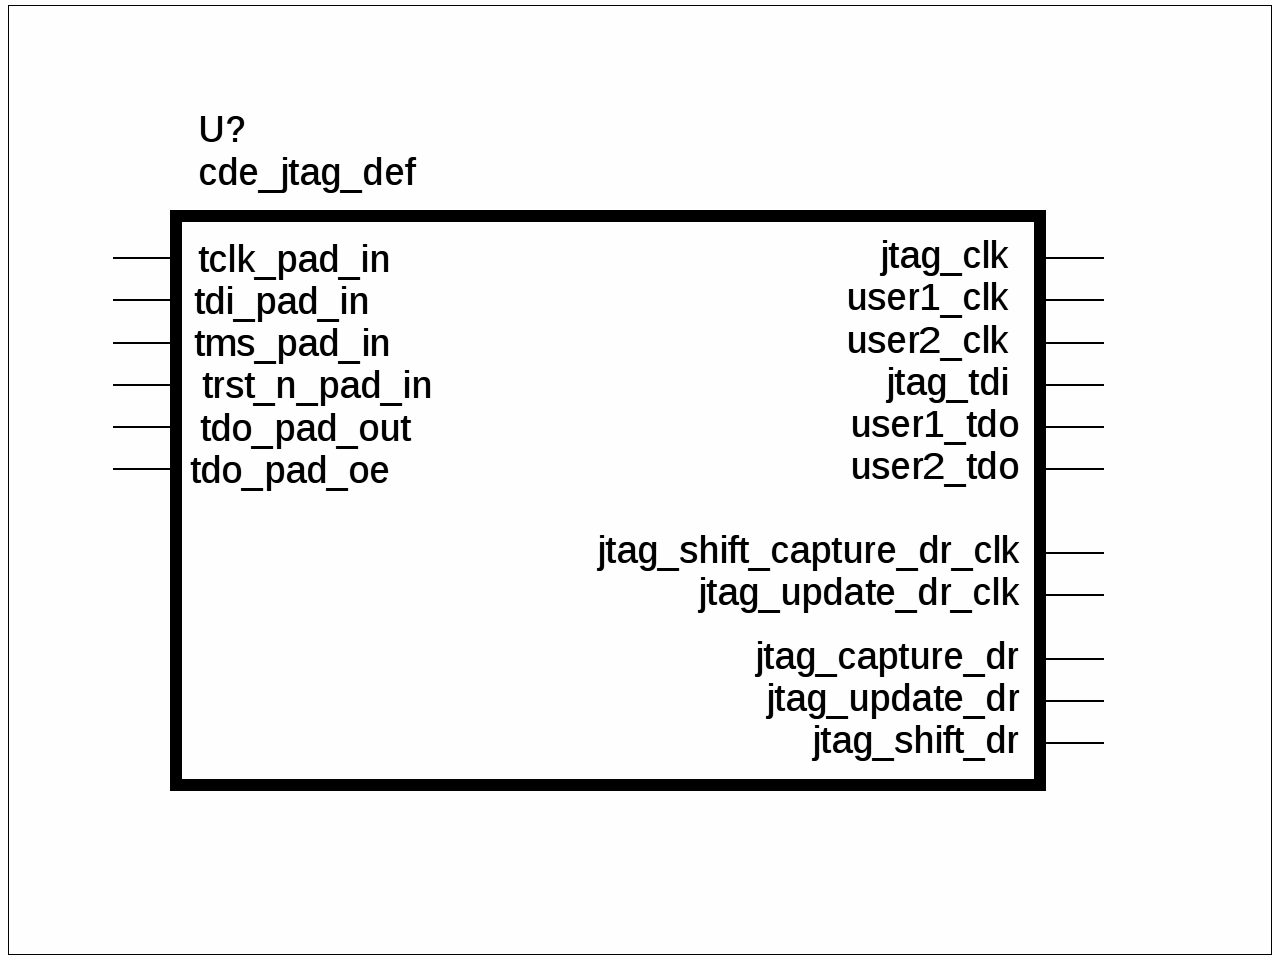 U?
cde_jtag_def
tclk_pad_in
tdi_pad_in
tms_pad_in
trst_n_pad_in
tdo_pad_out
tdo_pad_oe
jtag_clk
user1_clk
user2_clk
jtag_tdi
user1_tdo
user2_tdo
jtag_shift_capture_dr_clk
jtag_update_dr_clk
jtag_capture_dr
jtag_update_dr
jtag_shift_dr